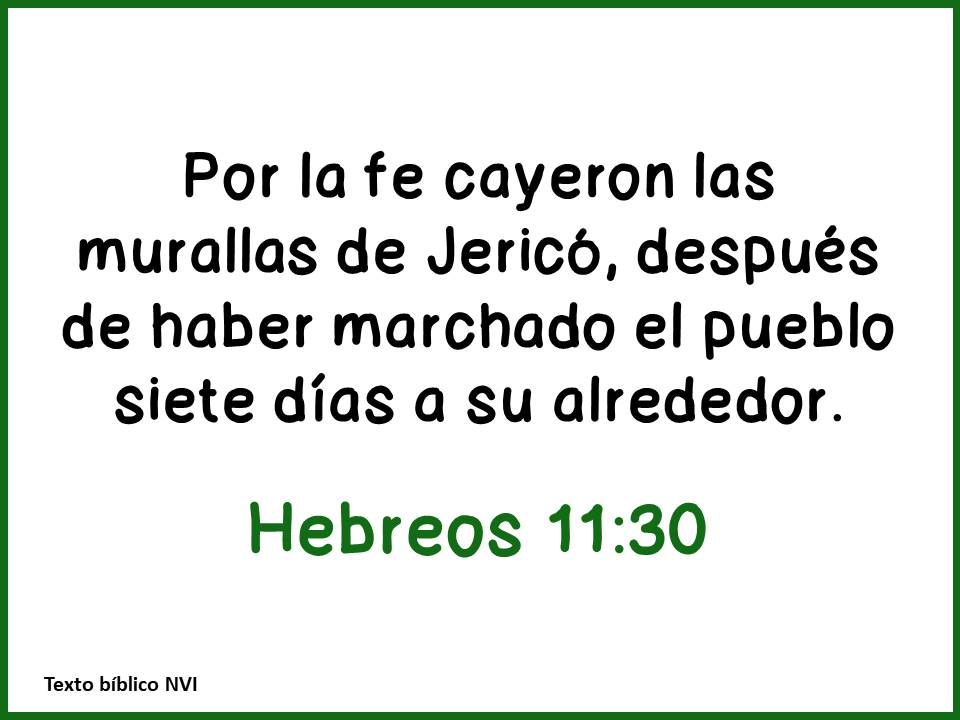 Por la fe cayeron las
murallas de Jericó, después
de haber marchado el pueblo
siete días a su alrededor.
Hebreos 11:30
Texto bíblico NVI